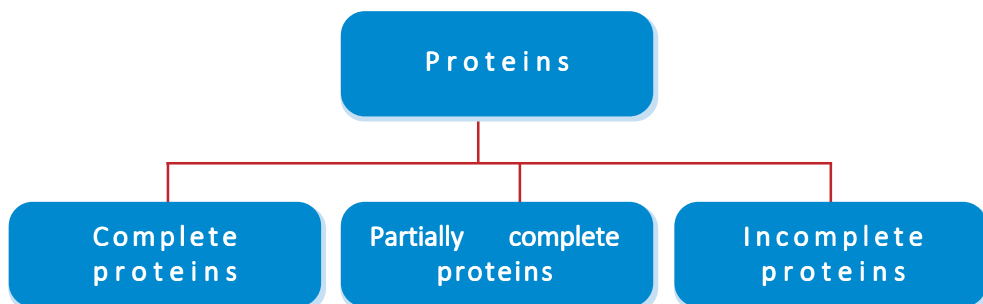 Proteins
Complete
proteins
Partially complete
proteins
Incomplete
proteins